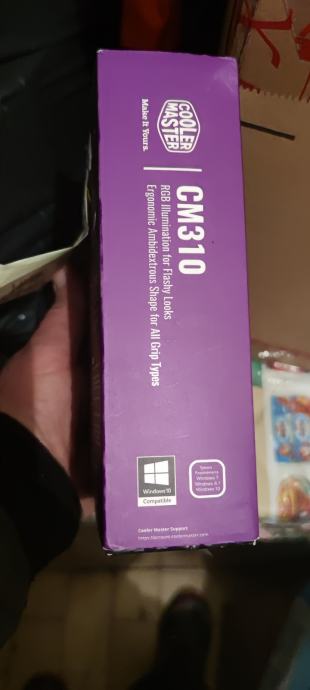 COOLER
MASTER
Make It Yours.
CM310
RGB Illumination for Flashy Looks
Ergonomic Ambidextrous Shape for All Grip Types
Windows 10
Compatible
System
Requirements
Windows 7
Windows 8.1
Windows 10
Cooler Master Support